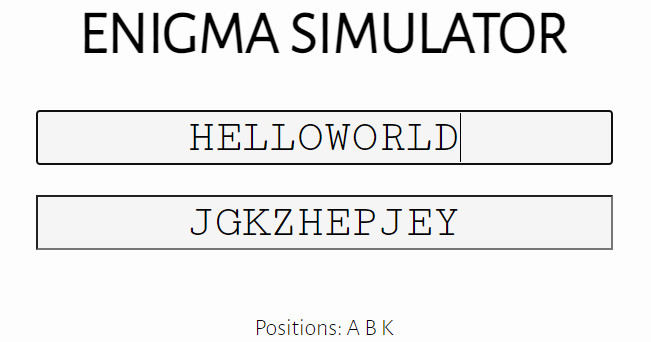 ENIGMA SIMULATOR
HELLOWORLD
JGKZHEPJEY
Positions: A B K